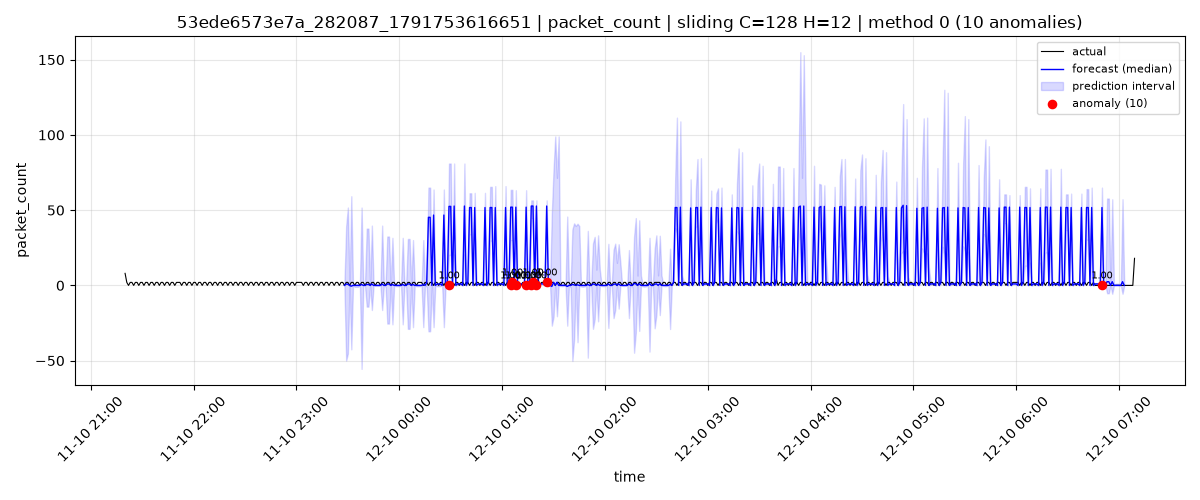 53ede6573e7a_282087_1791753616651 | packet_count | sliding C=128 H=12 | method 0 (10 anomalies)
packet_count
150
100
50
0
−50
actual
forecast (median)
prediction interval
anomaly (10)
1.00
1.00
11-10 21:00
11-10 22:00
11-10 23:00
12-10 00:00
12-10 01:00
12-10 02:00
12-10 03:00
12-10 04:00
12-10 05:00
12-10 06:00
12-10 07:00
time